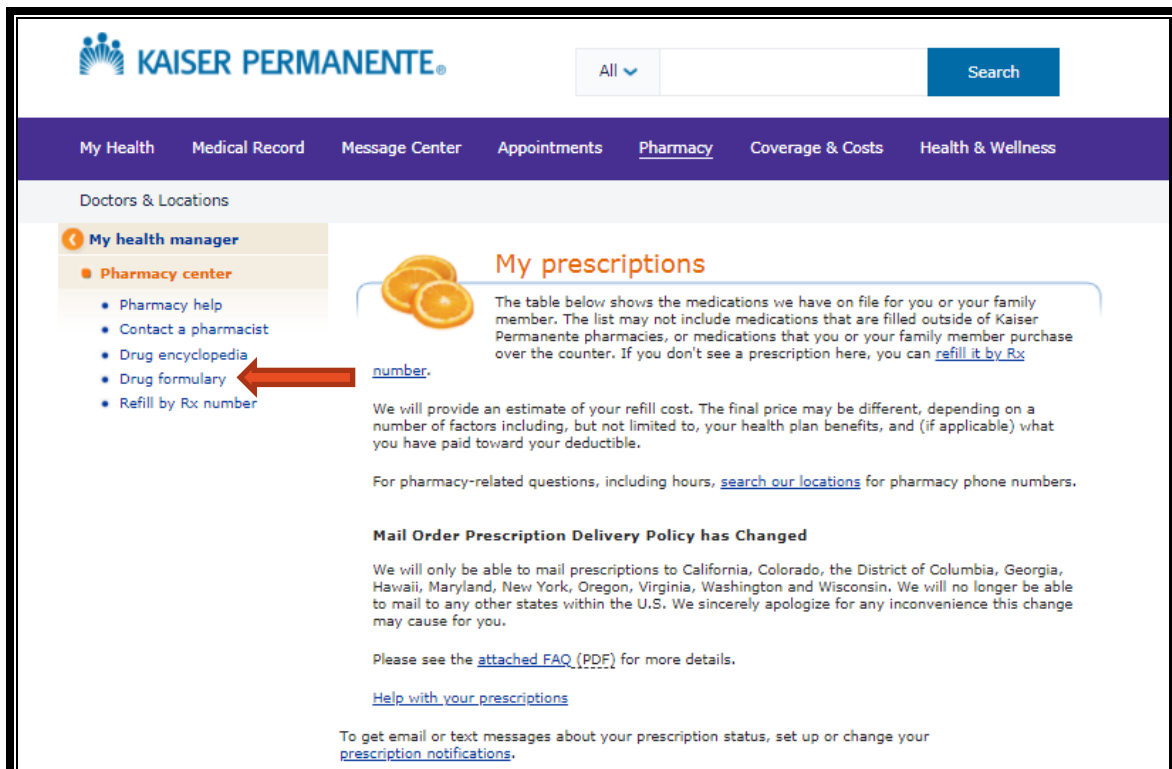 KAISER PERMANENTE®
All
Search
My Health
Medical Record
Message Center
Appointments
Pharmacy
Coverage & Costs
Health & Wellness
Doctors & Locations
My health manager
Pharmacy center
Pharmacy help
Contact a pharmacist
Drug encyclopedia
Drug formulary
Refill by Rx number
My prescriptions
The table below shows the medications we have on file for you or your family
member. The list may not include medications that are filled outside of Kaiser
Permanente pharmacies, or medications that you or your family member purchase
over the counter. If you don't see a prescription here, you can refill it by Rx
number.
We will provide an estimate of your refill cost. The final price may be different, depending on a
number of factors including, but not limited to, your health plan benefits, and (if applicable) what
you have paid toward your deductible.
For pharmacy-related questions, including hours, search our locations for pharmacy phone numbers.
Mail Order Prescription Delivery Policy has Changed
We will only be able to mail prescriptions to California, Colorado, the District of Columbia, Georgia,
Hawaii, Maryland, New York, Oregon, Virginia, Washington and Wisconsin. We will no longer be able
to mail to any other states within the U.S. We sincerely apologize for any inconvenience this change
may cause for you.
Please see the attached FAQ (PDF) for more details.
Help with your prescriptions
To get email or text messages about your prescription status, set up or change your
prescription notifications.